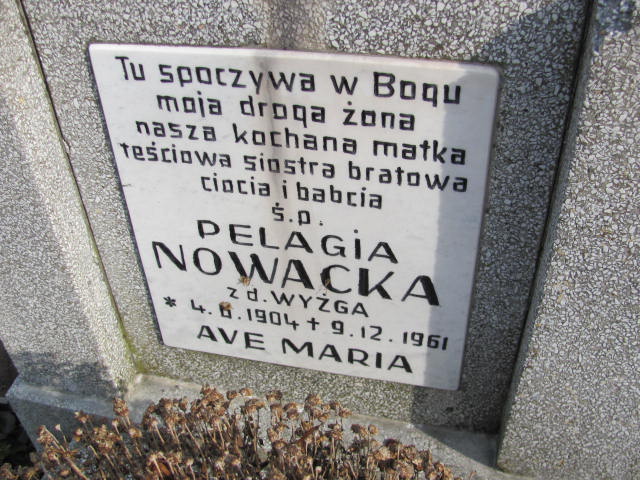 Tu spoczywa w Bogu
moja droga żona
nasza kochana matka
teściowa siostra bratowa
ciocia i babcia
ś.p.
PELAGIA
NOWACKA
z d. WYŻGA
* 4. 6. 1904 + 9. 12. 1961
AVE MARIA